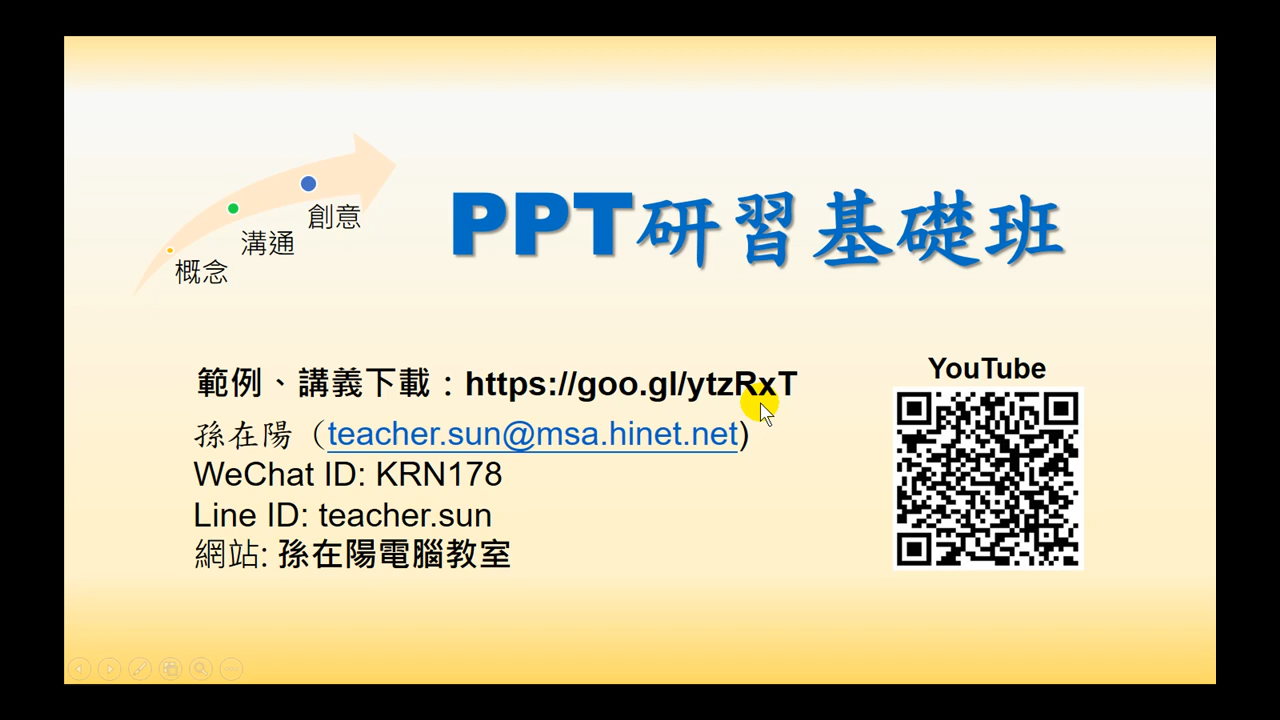 創意
溝通
概念
PPT研習基礎班
範例、講義下載：https://goo.gl/ytzRxT
孫在陽（teacher.sun@msa.hinet.net)
WeChat ID: KRN178
Line ID: teacher.sun
網站: 孫在陽電腦教室
YouTube